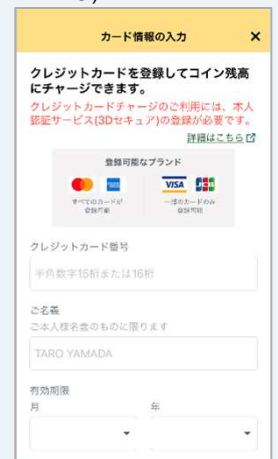 カード情報の入力
×
クレジットカードを登録してコイン残高
にチャージできます。
クレジットカードチャージのご利用には、本人
認証サービス(3Dセキュア)の登録が必要です。
詳細はこちら
登録可能なブランド
VISA JCB
すべてのカードが
登録可能
一部のカードのみ
登録可能
クレジットカード番号
半角数字15桁または16桁
ご名義
ご本人様名義のものに限ります
TARO YAMADA
有効期限
月 年